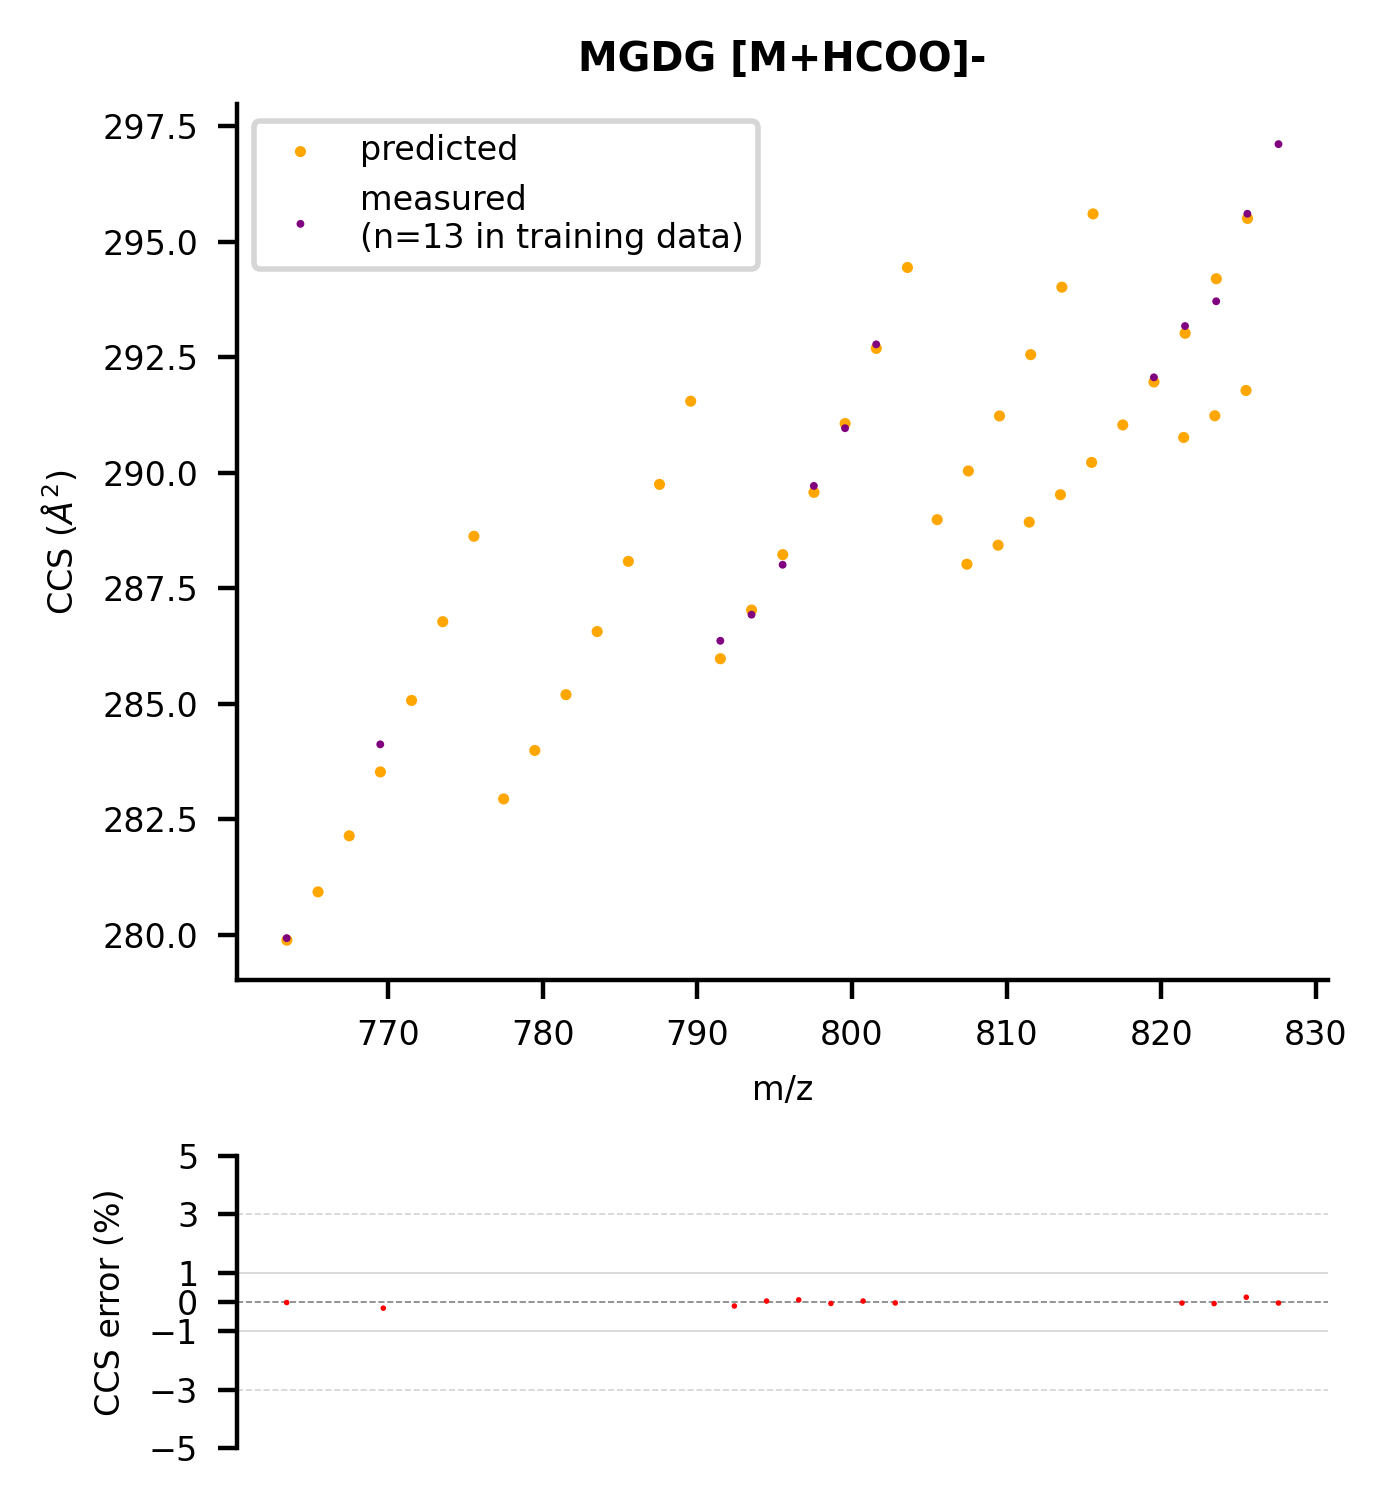 MGDG [M+HCOO]-
297.5
295.0
292.5
290.0
287.5
285.0
282.5
280.0
CCS (Å²)
predicted
measured
(n=13 in training data)
770 780 790 800 810 820 830
m/z
5
3
1
0
−1
−3
−5
CCS error (%)